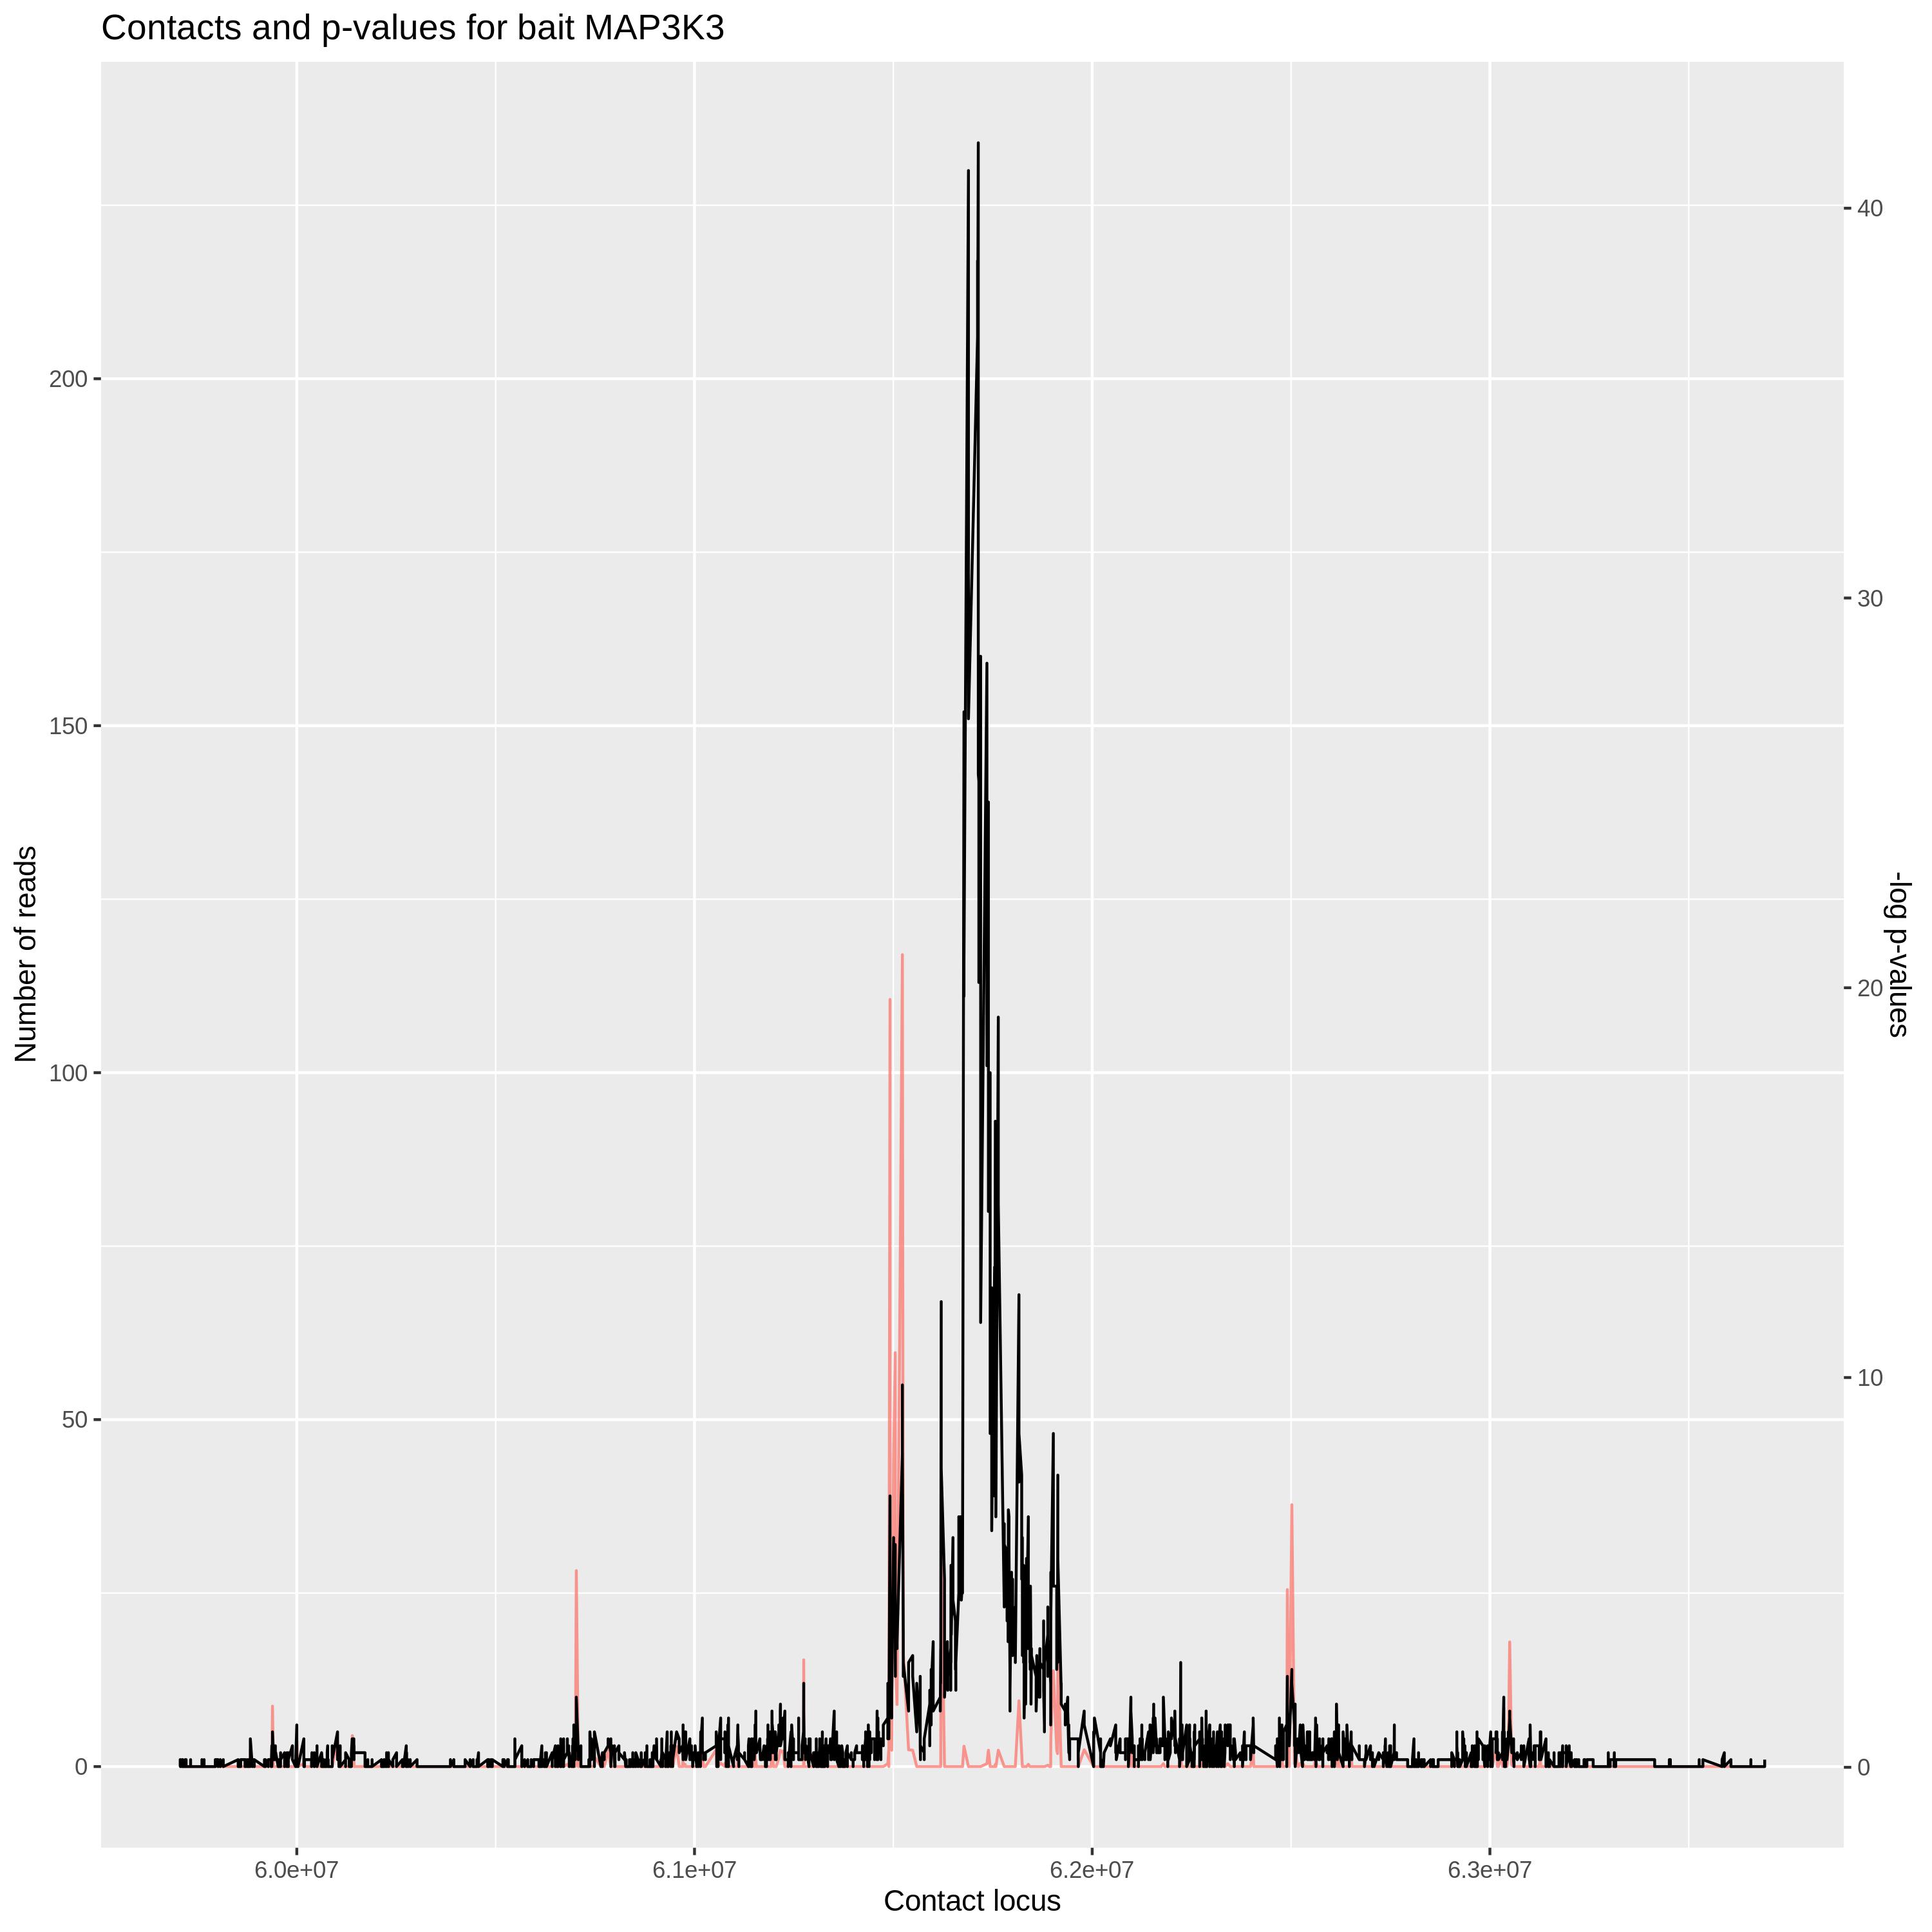 Contacts and p-values for bait MAP3K3
Number of reads
200
150
100
50
0
40
30
20
10
0
-log p-values
6.0e+07 6.1e+07 6.2e+07 6.3e+07
Contact locus